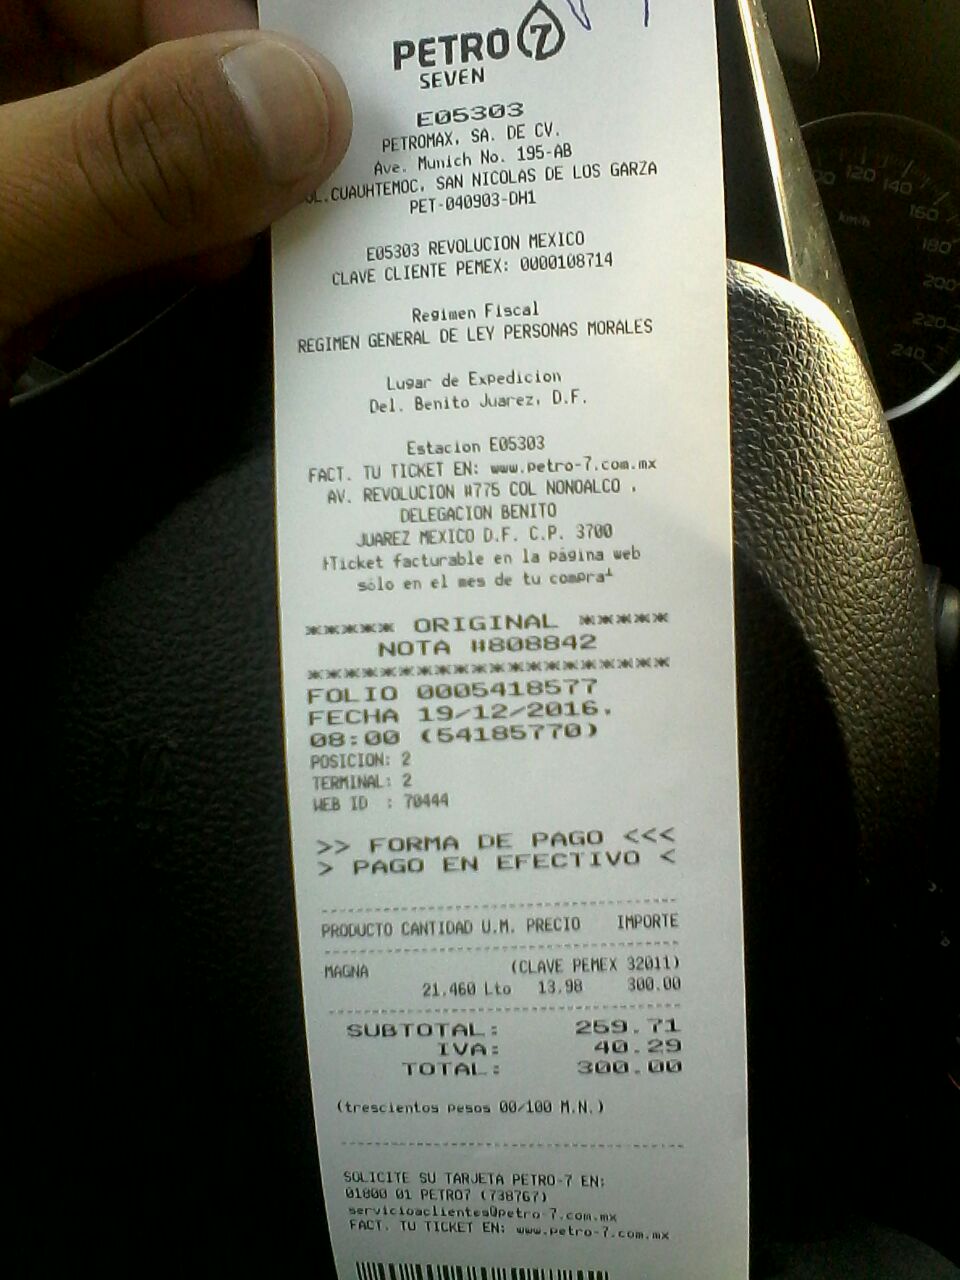 PETRO 7
SEVEN
E05303
PETROMAX, SA. DE CV.
Ave. Munich No. 195-AB
CUAUHTEMOC, SAN NICOLAS DE LOS GARZA
PET-040903-DH1
E05303 REVOLUCION MEXICO
CLAVE CLIENTE PEMEX: 0000108714
Regimen Fiscal
REGIMEN GENERAL DE LEY PERSONAS MORALES
Lugar de Expedicion
Del. Benito Juarez, D.F.
Estacion E05303
FACT. TU TICKET EN: www.petro-7.com.mx
AV. REVOLUCION #775 COL NONOALCO ,
DELEGACION BENITO
JUAREZ MEXICO D.F. C.P. 3700
*Ticket facturable en la página web
sólo en el mes de tu compra*
***** ORIGINAL *****
NOTA #808842
********************
FOLIO 0005418577
FECHA 19/12/2016,
08:00 (54185770)
POSICION: 2
TERMINAL: 2
WEB ID : 70444
>> FORMA DE PAGO <<<
> PAGO EN EFECTIVO <
PRODUCTO CANTIDAD U.M. PRECIO IMPORTE
MAGNA (CLAVE PEMEX 32011)
21.460 Lto 13.98 300.00
SUBTOTAL: 259.71
IVA: 40.29
TOTAL: 300.00
(trescientos pesos 00/100 M.N.)
SOLICITE SU TARJETA PETRO-7 EN:
01800 01 PETRO7 (738767)
servicioaclientes@petro-7.com.mx
FACT. TU TICKET EN: www.petro-7.com.mx
120
140
160
180
200
220
240
km/h